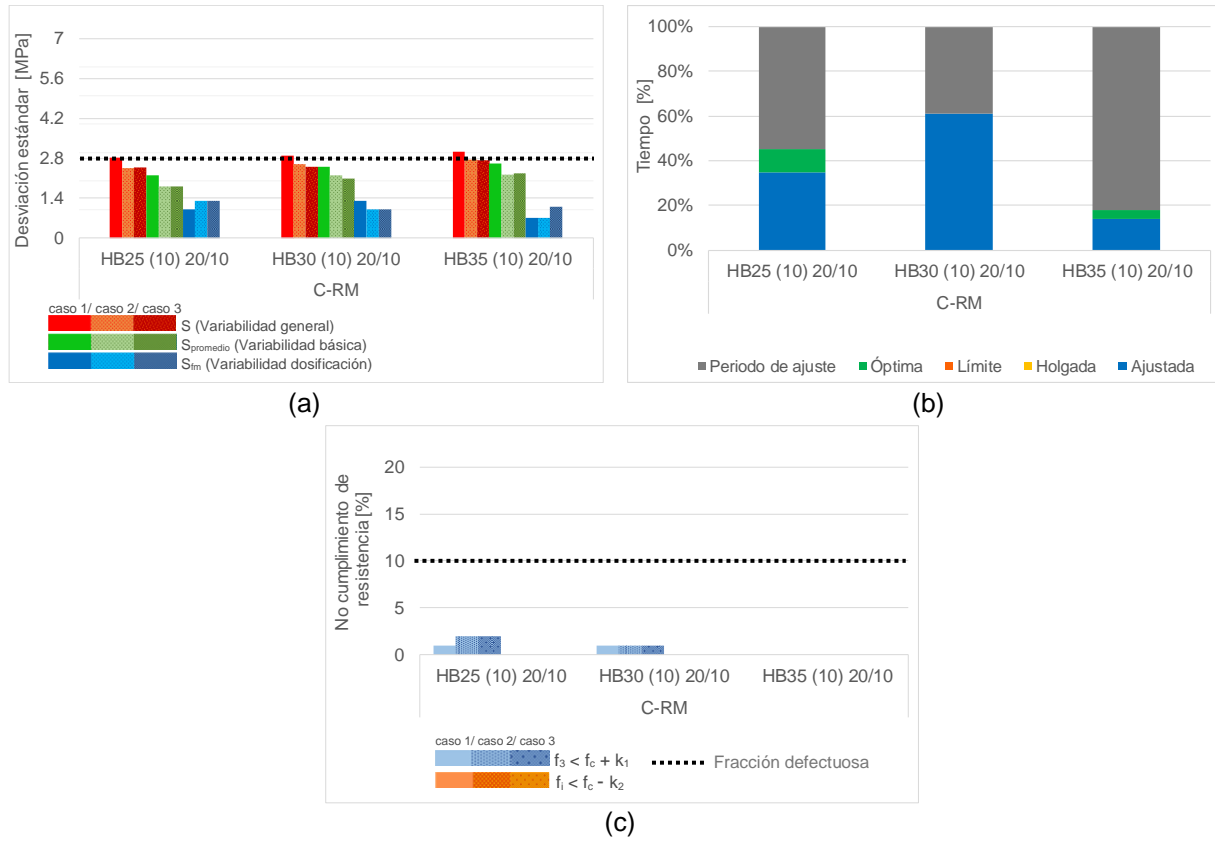 7
5.6
4.2
2.8
1.4
0
Desviación estándar [MPa]
HB25 (10) 20/10 HB30 (10) 20/10 HB35 (10) 20/10
C-RM
caso 1/ caso 2/ caso 3
S (Variabilidad general)
Spromedio (Variabilidad básica)
Sfm (Variabilidad dosificación)
(a)
100%
80%
60%
40%
20%
0%
Tiempo [%]
HB25 (10) 20/10 HB30 (10) 20/10 HB35 (10) 20/10
C-RM
Periodo de ajuste Óptima Límite Holgada Ajustada
(b)
20
15
10
5
0
No cumplimiento de
resistencia [%]
HB25 (10) 20/10 HB30 (10) 20/10 HB35 (10) 20/10
C-RM
caso 1/ caso 2/ caso 3
f3 < fc + k1 Fracción defectuosa
fi < fc - k2
(c)